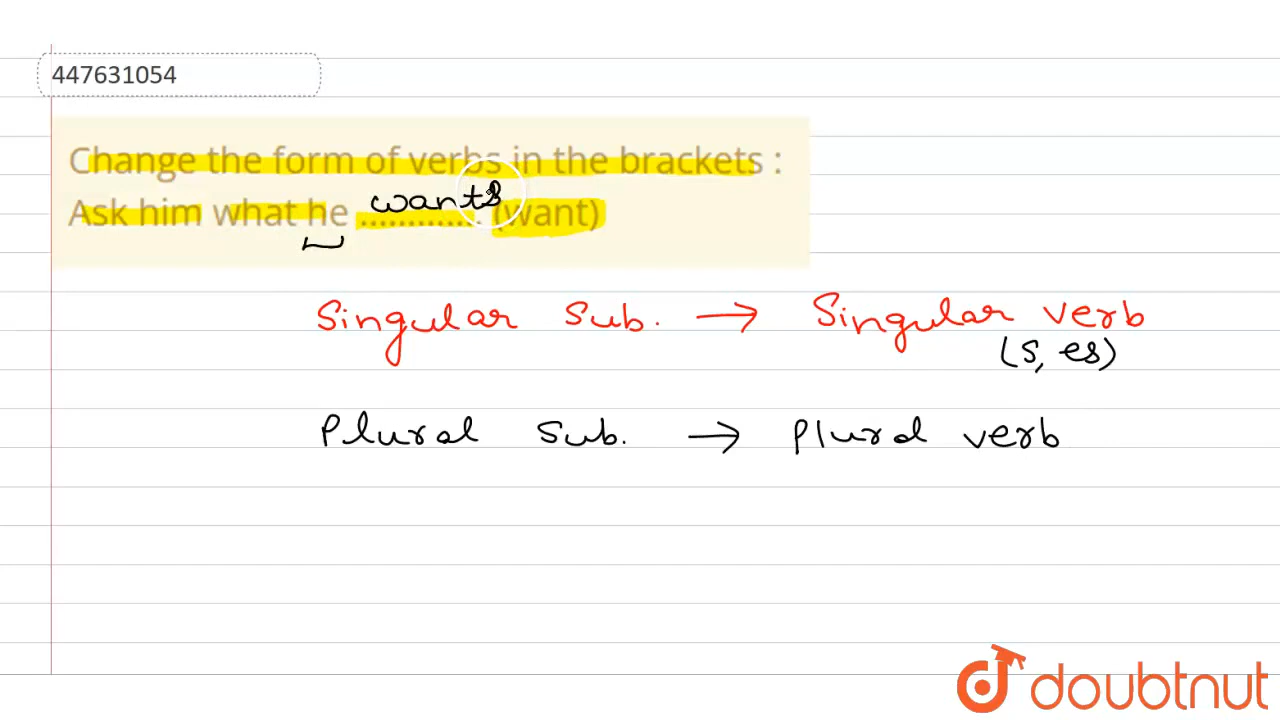 447631054
Change the form of verbs in the brackets :
Ask him what he wants ............. (want)
Singular Sub. → Singular verb
(s, es)
Plural Sub. → Plural verb
doubtnut